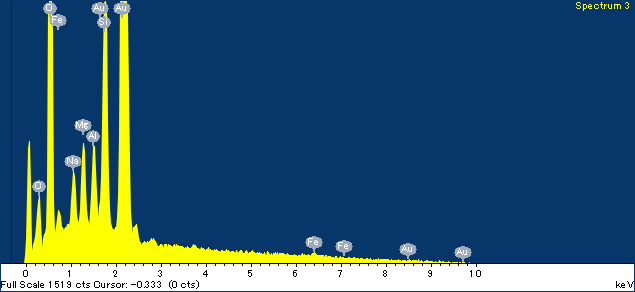 Spectrum 3
O Au Au
Fe Si
Mg
Al
Na
O
Fe Fe Au Au
0 1 2 3 4 5 6 7 8 9 10
Full Scale 1519 cts Cursor: -0.333 (0 cts) keV